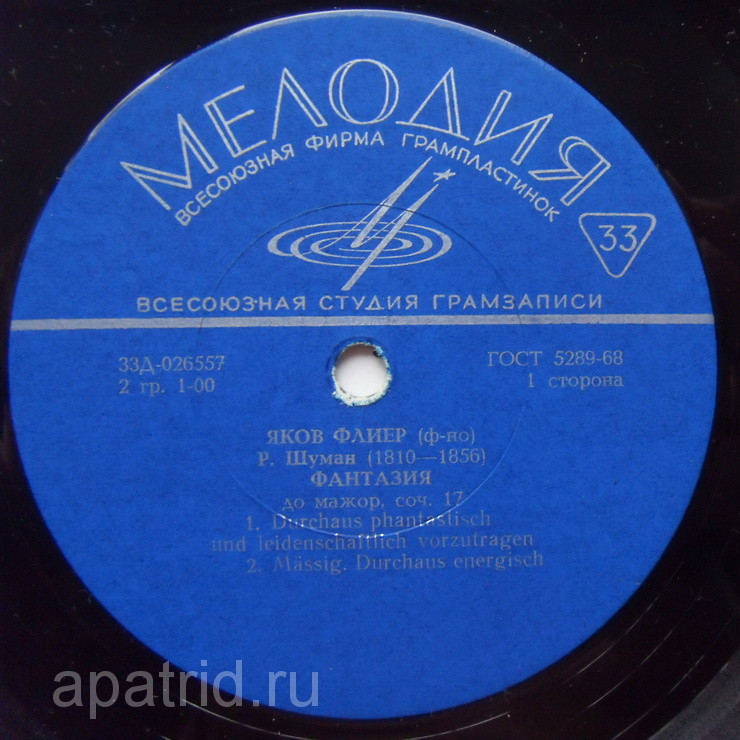 МЕЛОДИЯ
ВСЕСОЮЗНАЯ ФИРМА ГРАМПЛАСТИНОК
33
ВСЕСОЮЗНАЯ СТУДИЯ ГРАМЗАПИСИ
33Д-026557
ГОСТ 5289-68
2 гр. 1-00
1 сторона
ЯКОВ ФЛИЕР (ф-по)
Р. Шуман (1810—1856)
ФАНТАЗИЯ
до мажор, соч. 17
1. Durchaus phantastisch
und leidenschaftlich vorzutragen
2. Mässig. Durchaus energisch
apatrid.ru